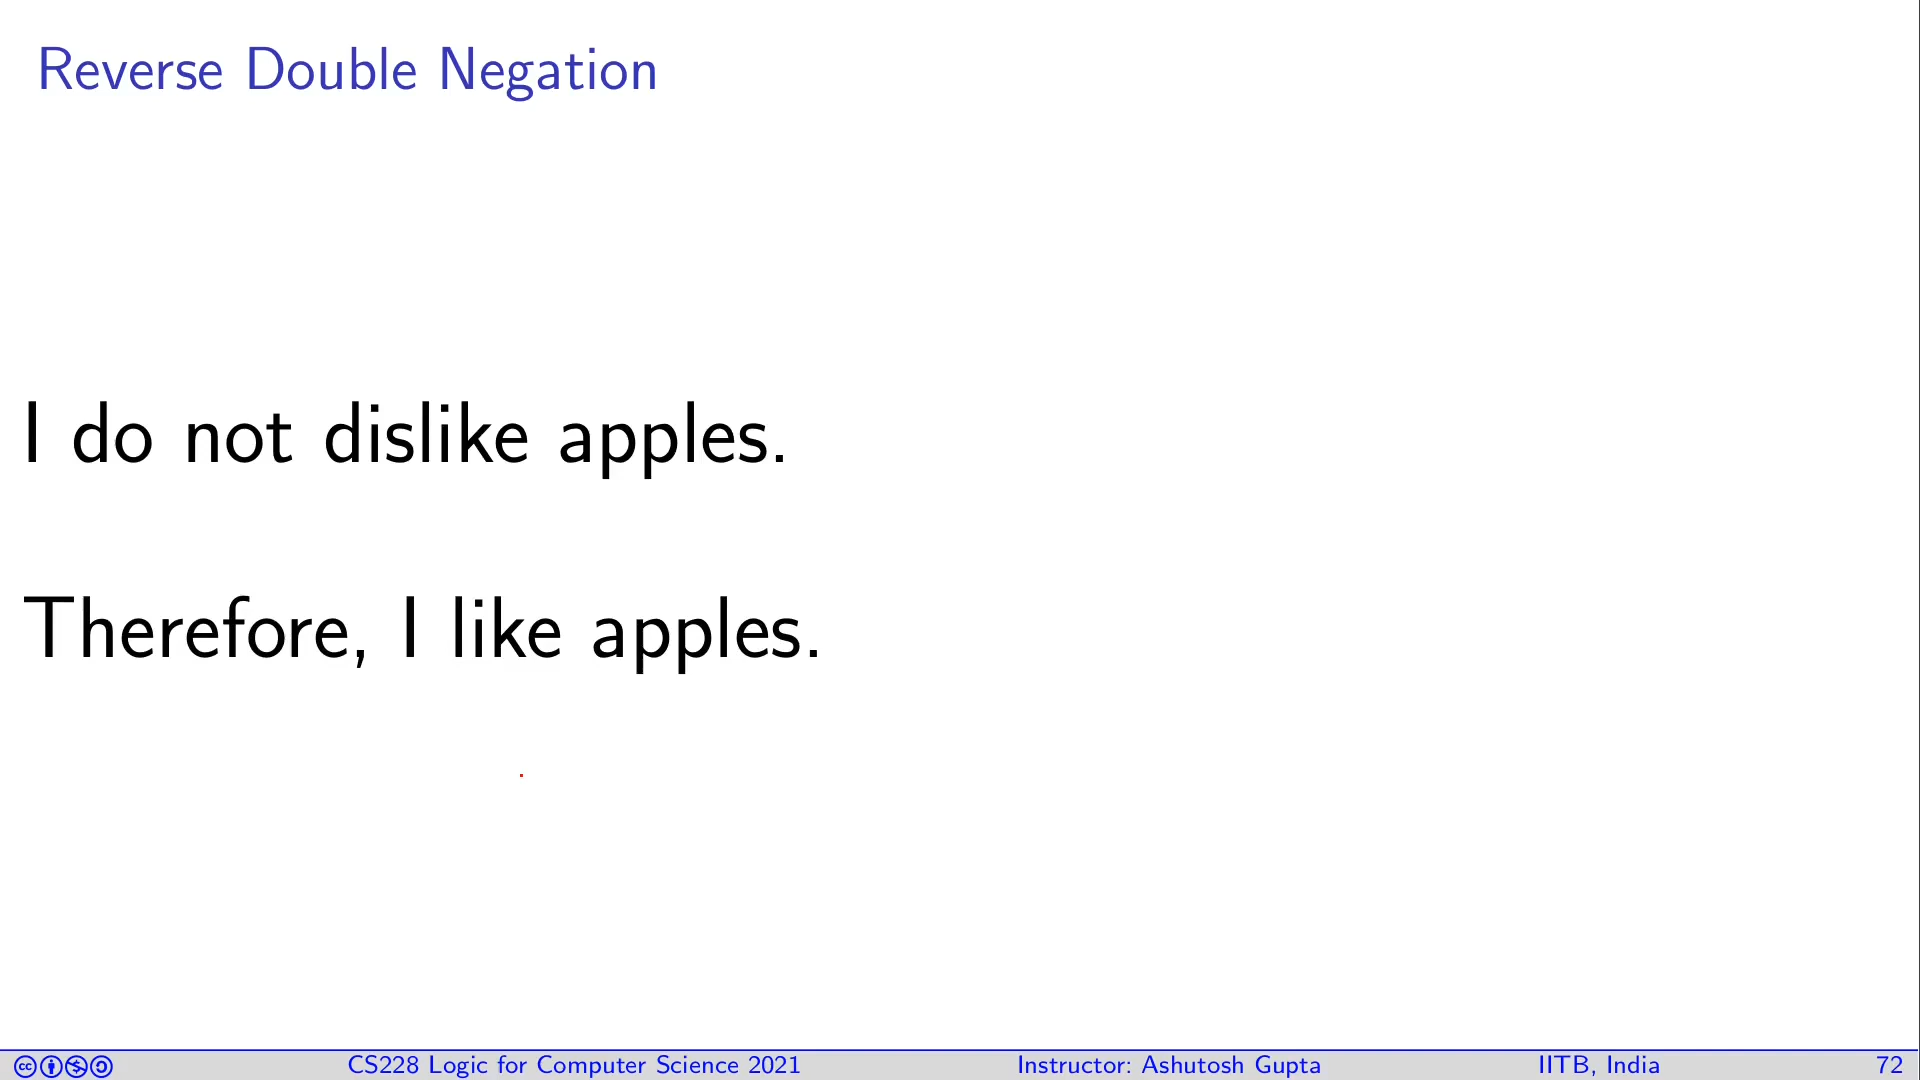 Reverse Double Negation
I do not dislike apples.
Therefore, I like apples.
CS228 Logic for Computer Science 2021 Instructor: Ashutosh Gupta IITB, India 72